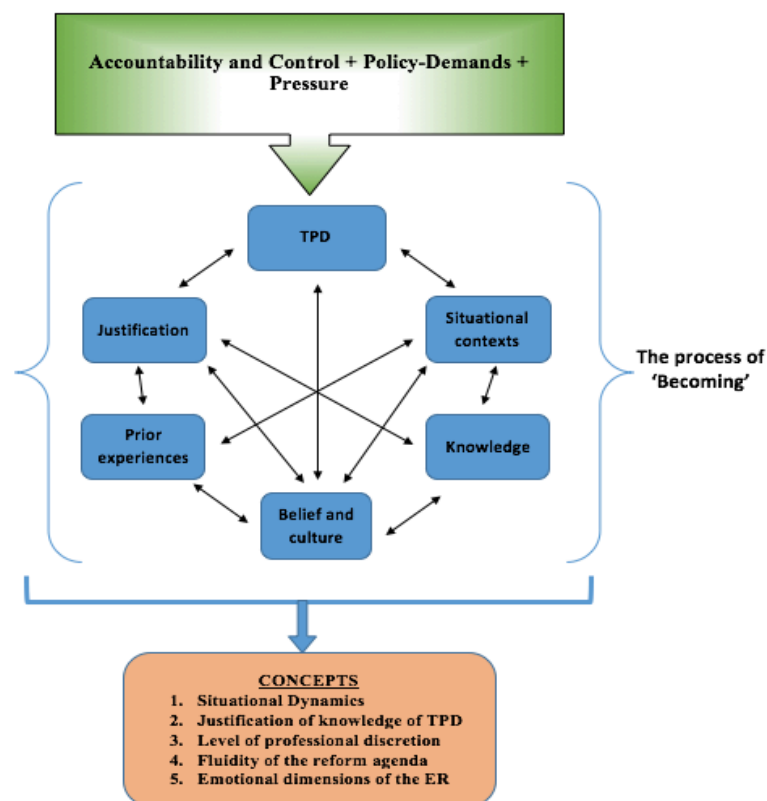 Accountability and Control + Policy-Demands +
Pressure
TPD
Justification
Situational
contexts
The process of
‘Becoming’
Prior
experiences
Knowledge
Belief and
culture
CONCEPTS
1. Situational Dynamics
2. Justification of knowledge of TPD
3. Level of professional discretion
4. Fluidity of the reform agenda
5. Emotional dimensions of the ER